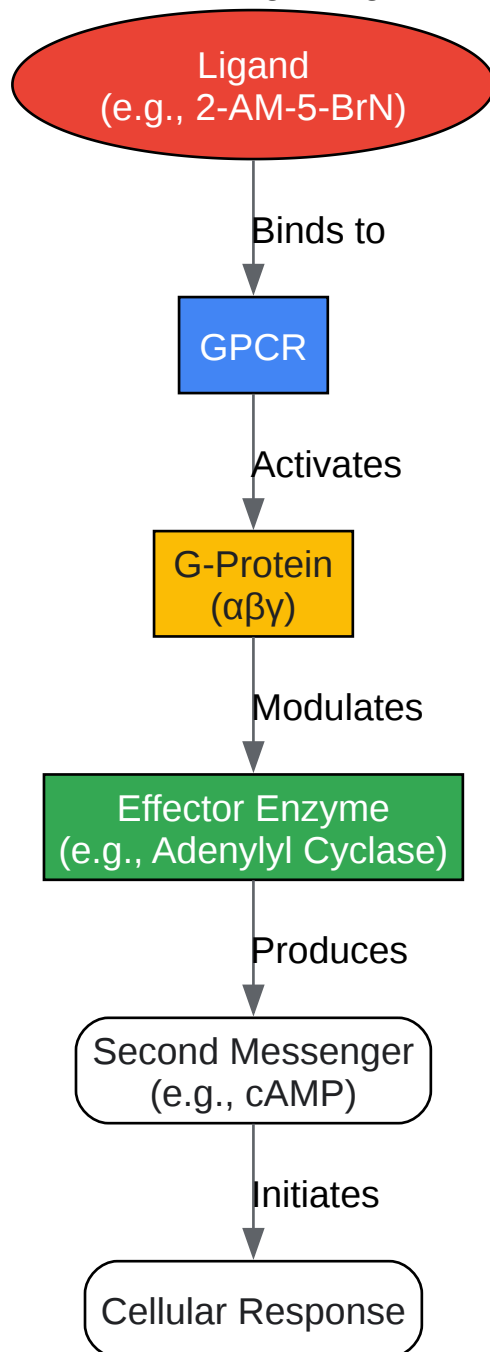 Ligand
(e.g., 2-AM-5-BrN)
Binds to
GPCR
Activates
G-Protein
(αβγ)
Modulates
Effector Enzyme
(e.g., Adenylyl Cyclase)
Produces
Second Messenger
(e.g., cAMP)
Initiates
Cellular Response